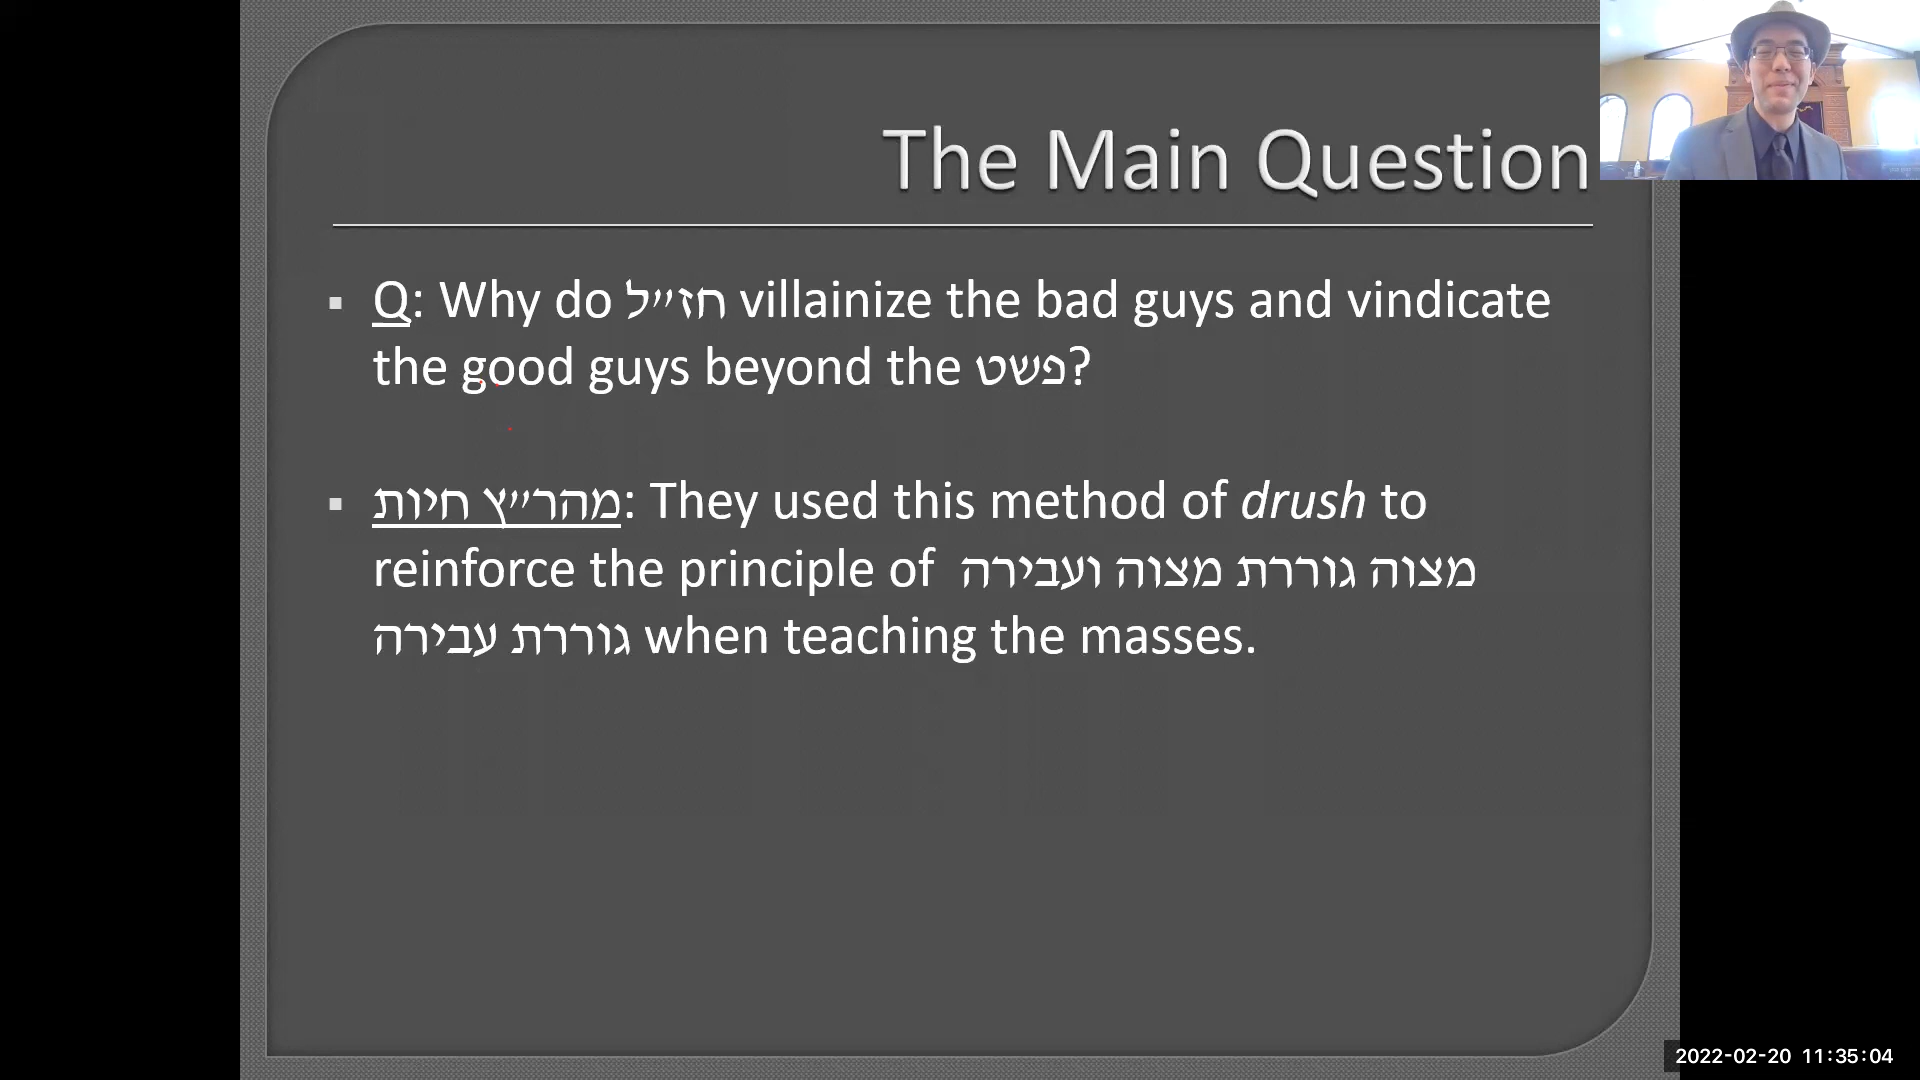 The Main Question
Q: Why do חז״ל villainize the bad guys and vindicate
the good guys beyond the פשט?
מהר״ץ חיות: They used this method of drush to
reinforce the principle of מצוה גוררת מצוה ועבירה
גוררת עבירה when teaching the masses.
2022-02-20 11:35:04